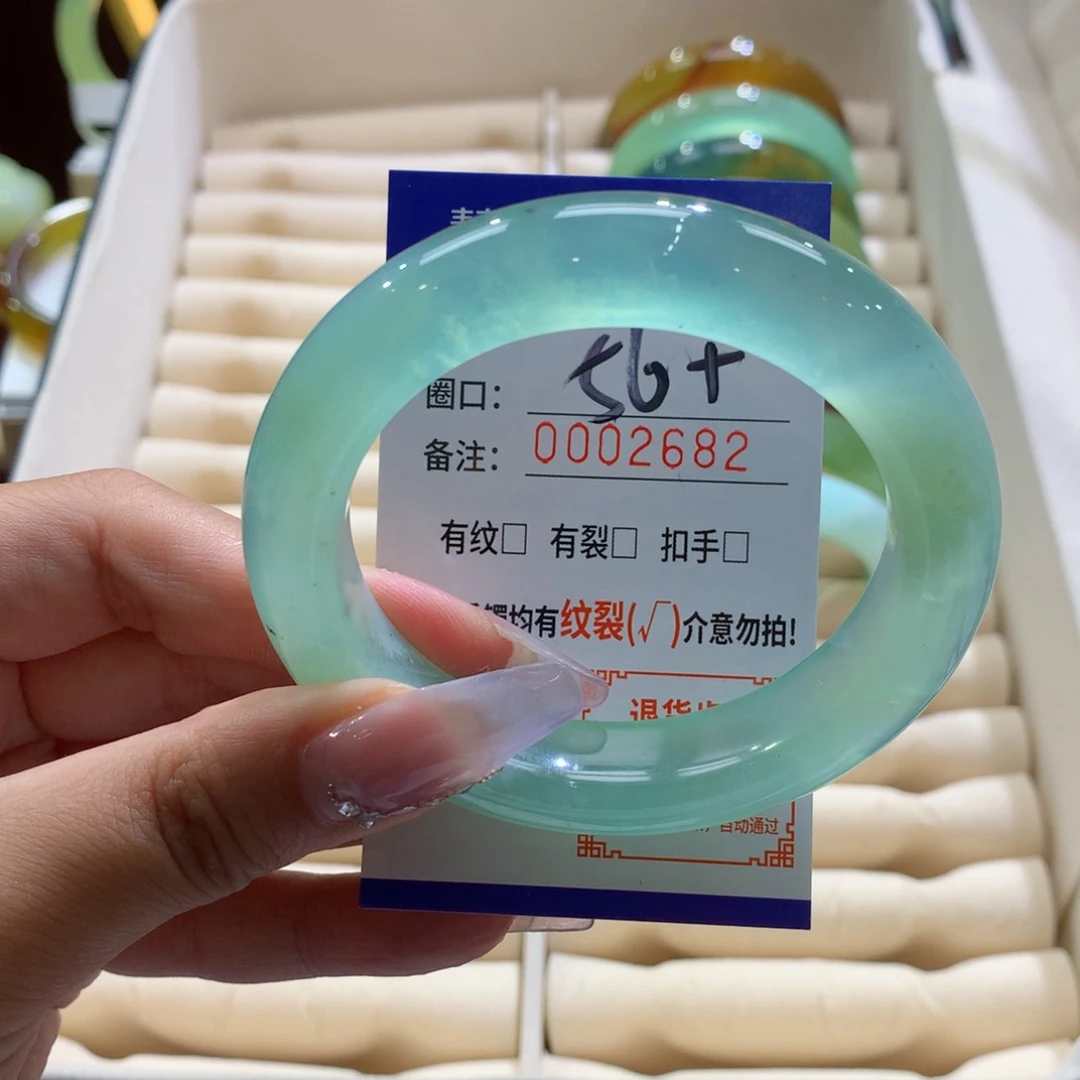 圈口: 56+
备注: 0002682
有纹□ 有裂□ 扣手□
镯均有纹裂(√)介意勿拍!
退货
自动通过